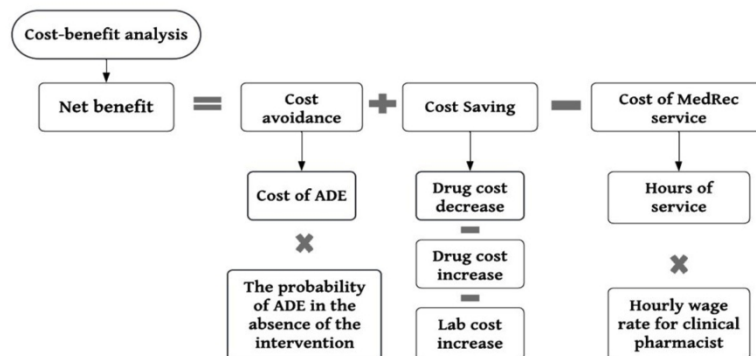 Cost-benefit analysis
Net benefit
=
Cost
avoidance
+
Cost Saving
−
Cost of MedRec
service
Cost of ADE
×
The probability
of ADE in the
absence of the
intervention
Drug cost
decrease
−
Drug cost
increase
−
Lab cost
increase
Hours of
service
×
Hourly wage
rate for clinical
pharmacist